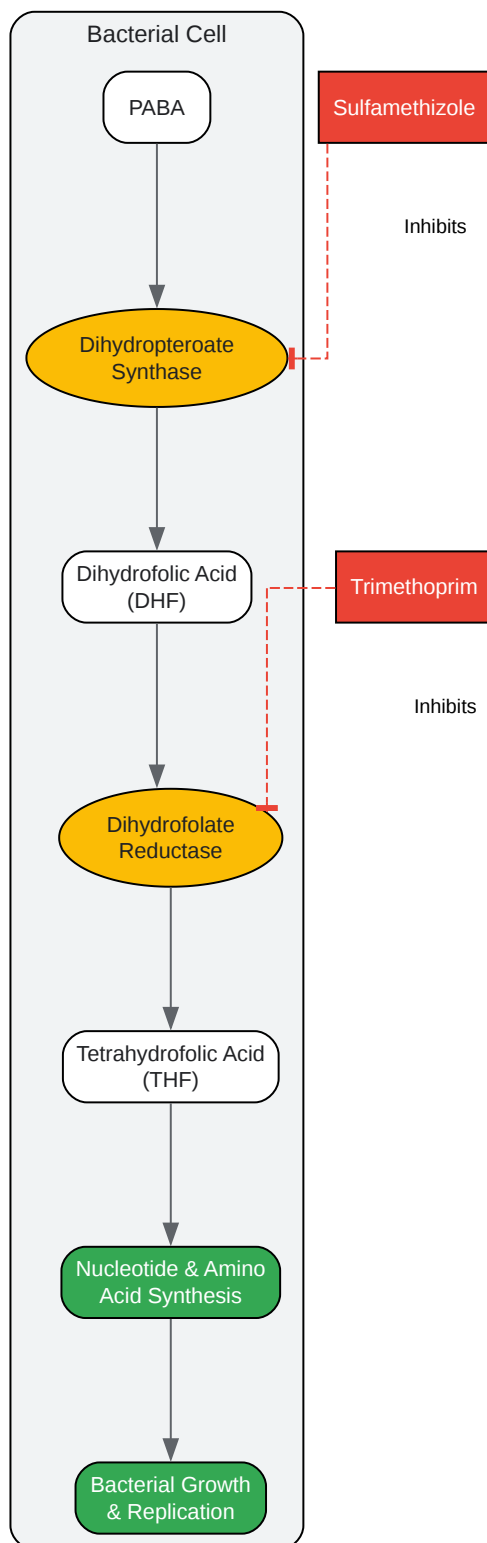 Bacterial Cell
PABA
Sulfamethizole
Inhibits
Dihydropteroate
Synthase
Dihydrofolic Acid
(DHF)
Trimethoprim
Inhibits
Dihydrofolate
Reductase
Tetrahydrofolic Acid
(THF)
Nucleotide & Amino
Acid Synthesis
Bacterial Growth
& Replication